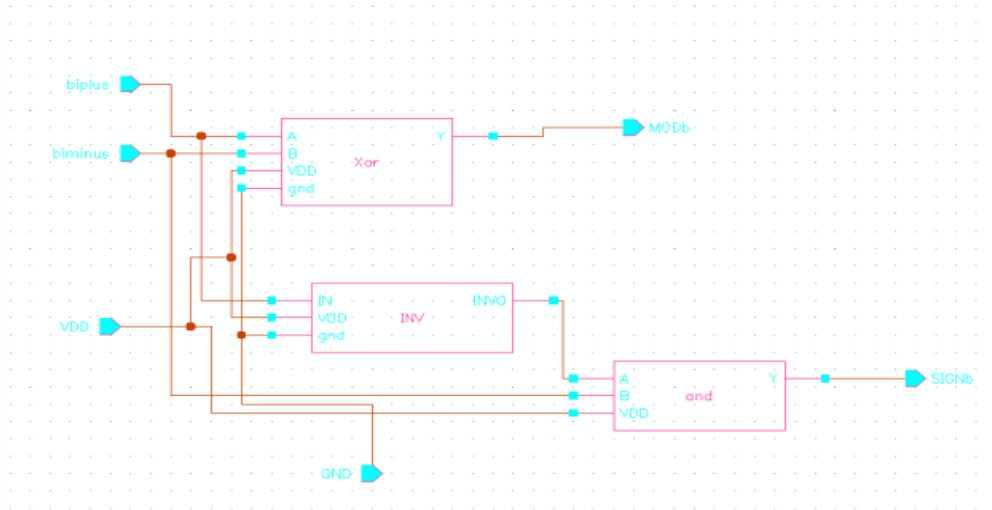 biplus
biminus
A
B
VDD
gnd
Xor
Y
MODb
VDD
IN
VDD
gnd
INV
INVO
A
B
VDD
and
Y
SIGNb
GND